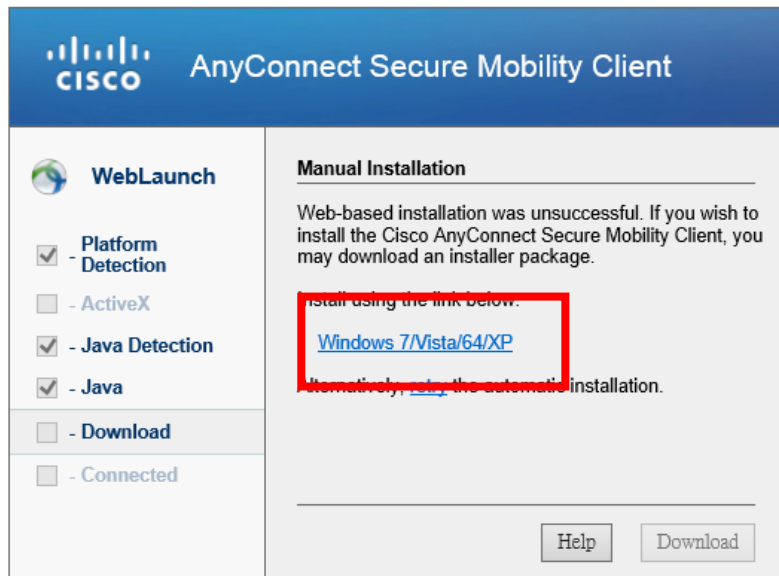 CISCO
AnyConnect Secure Mobility Client
WebLaunch
- Platform
Detection
- ActiveX
- Java Detection
- Java
- Download
- Connected
Manual Installation
Web-based installation was unsuccessful. If you wish to
install the Cisco AnyConnect Secure Mobility Client, you
may download an installer package.
Install using the link below:
Windows 7/Vista/64/XP
Alternatively, retry the automatic installation.
Help
Download